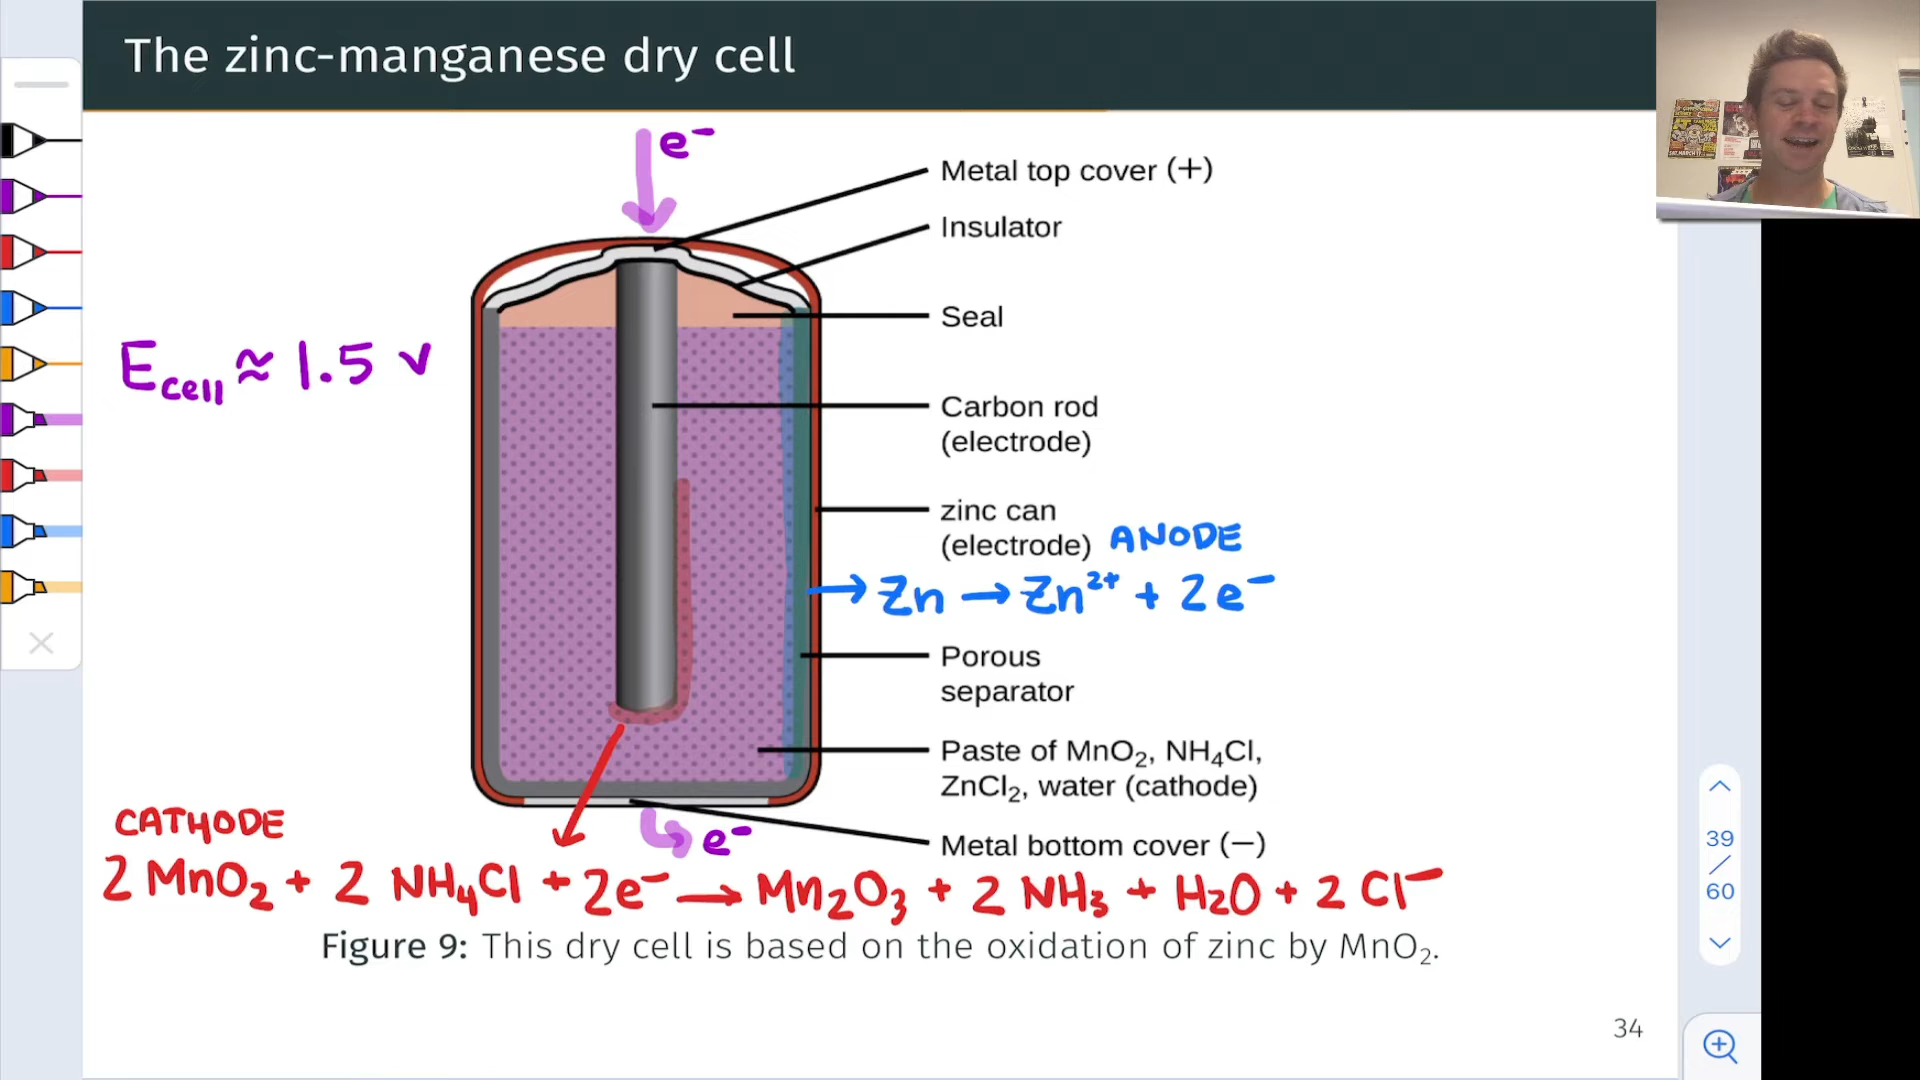 The zinc-manganese dry cell
e⁻
Metal top cover (+)
Insulator
Seal
E_cell ≈ 1.5 V
Carbon rod
(electrode)
zinc can
(electrode) ANODE
→ Zn → Zn²⁺ + 2e⁻
Porous
separator
Paste of MnO₂, NH₄Cl,
ZnCl₂, water (cathode)
CATHODE
e⁻
Metal bottom cover (−)
2 MnO₂ + 2 NH₄Cl + 2e⁻ → Mn₂O₃ + 2 NH₃ + H₂O + 2 Cl⁻
Figure 9: This dry cell is based on the oxidation of zinc by MnO₂.
34
39
/
60